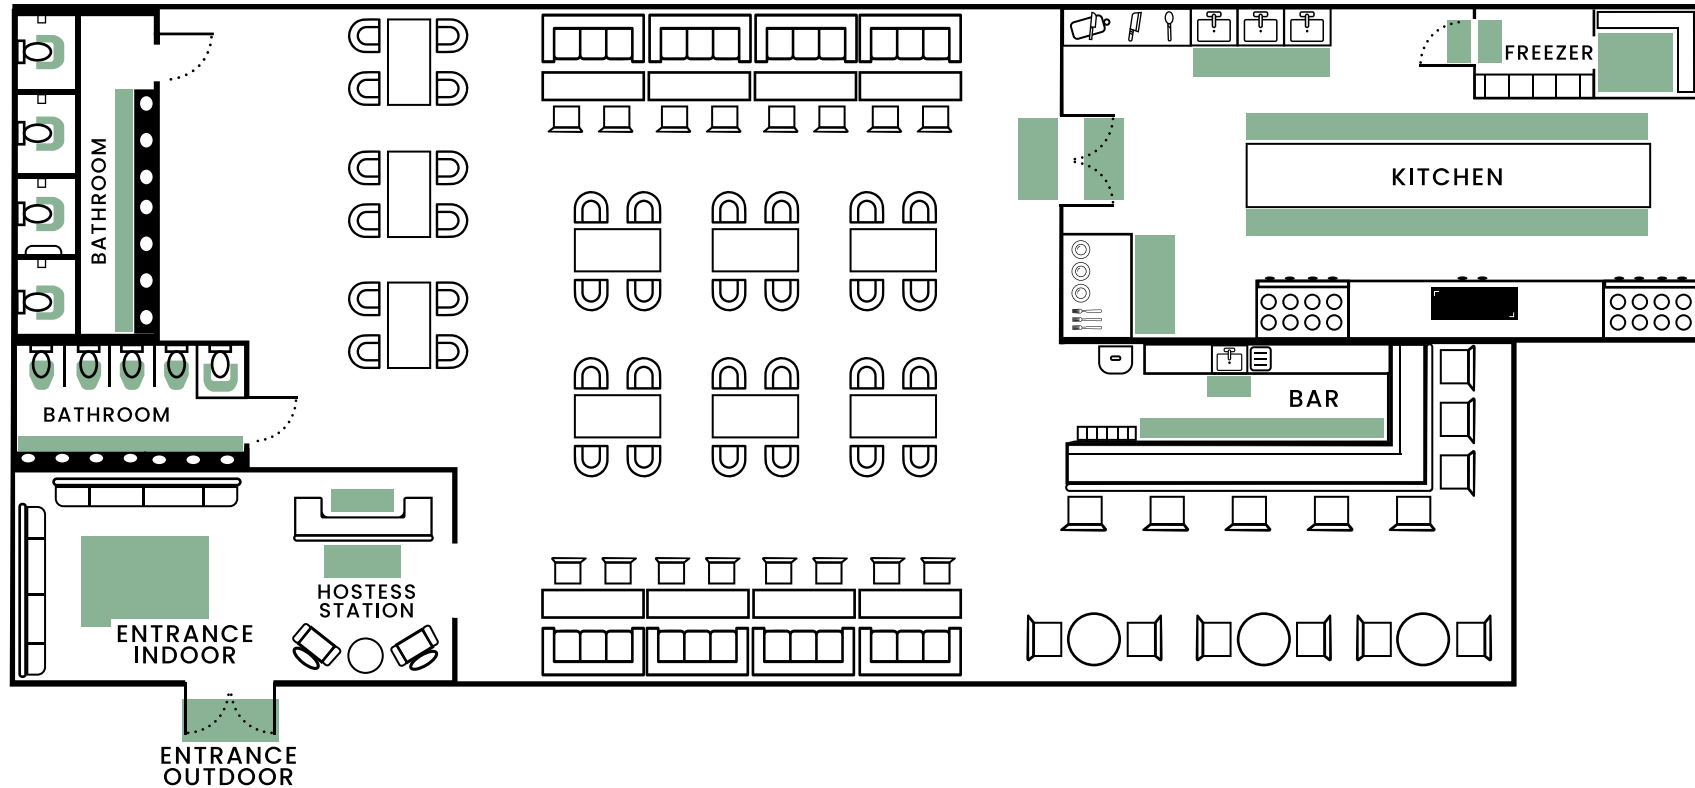 FREEZER
KITCHEN
BATHROOM
BATHROOM
BAR
HOSTESS
STATION
ENTRANCE
INDOOR
ENTRANCE
OUTDOOR